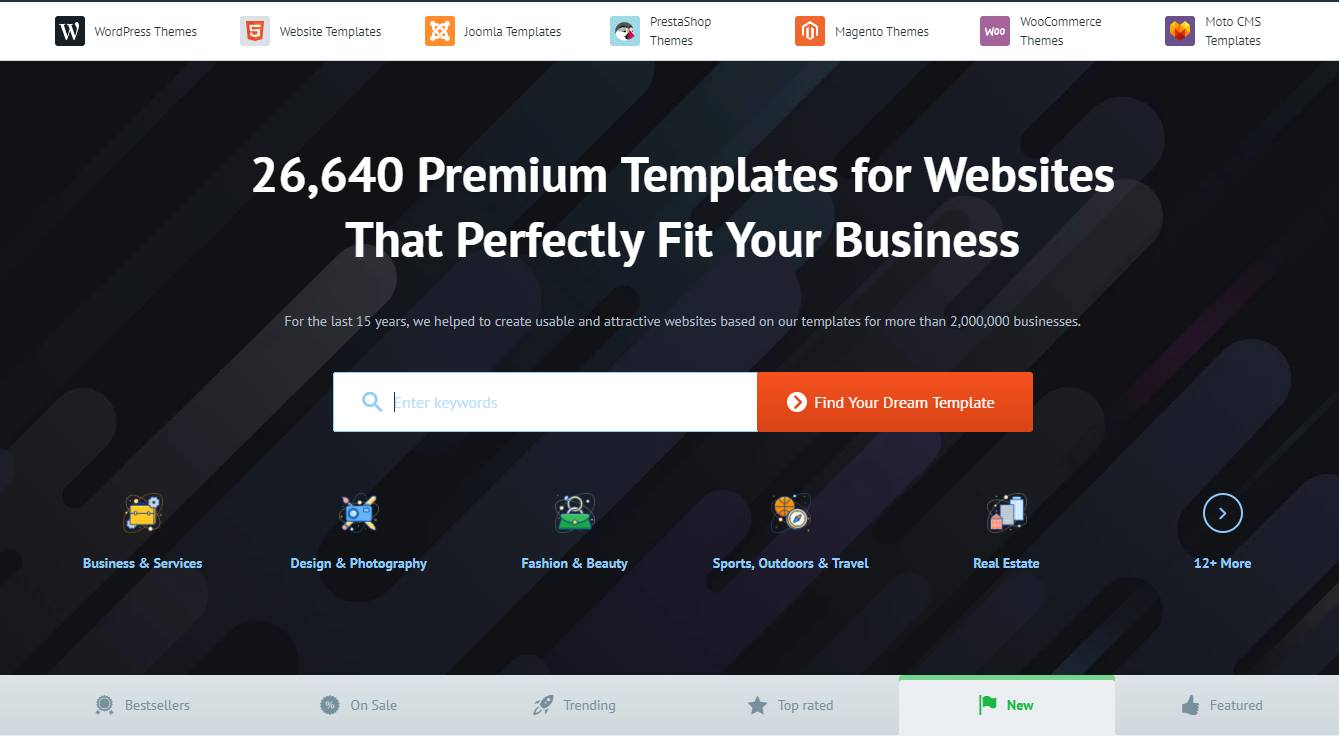 WordPress Themes
Website Templates
Joomla Templates
PrestaShop
Themes
Magento Themes
Woo
WooCommerce
Themes
Moto CMS
Templates
26,640 Premium Templates for Websites
That Perfectly Fit Your Business
For the last 15 years, we helped to create usable and attractive websites based on our templates for more than 2,000,000 businesses.
Enter keywords
Find Your Dream Template
Business & Services
Design & Photography
Fashion & Beauty
Sports, Outdoors & Travel
Real Estate
12+ More
Bestsellers
% On Sale
Trending
Top rated
New
Featured